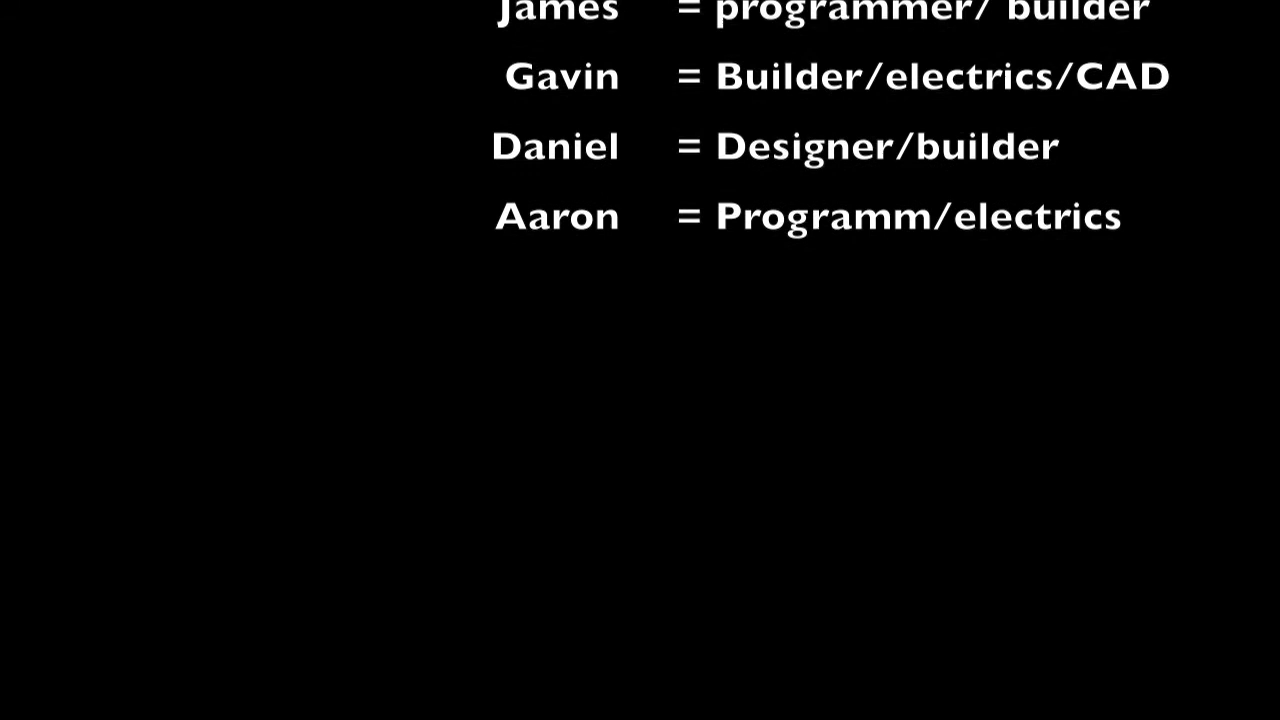 James = programmer/ builder
Gavin = Builder/electrics/CAD
Daniel = Designer/builder
Aaron = Programm/electrics